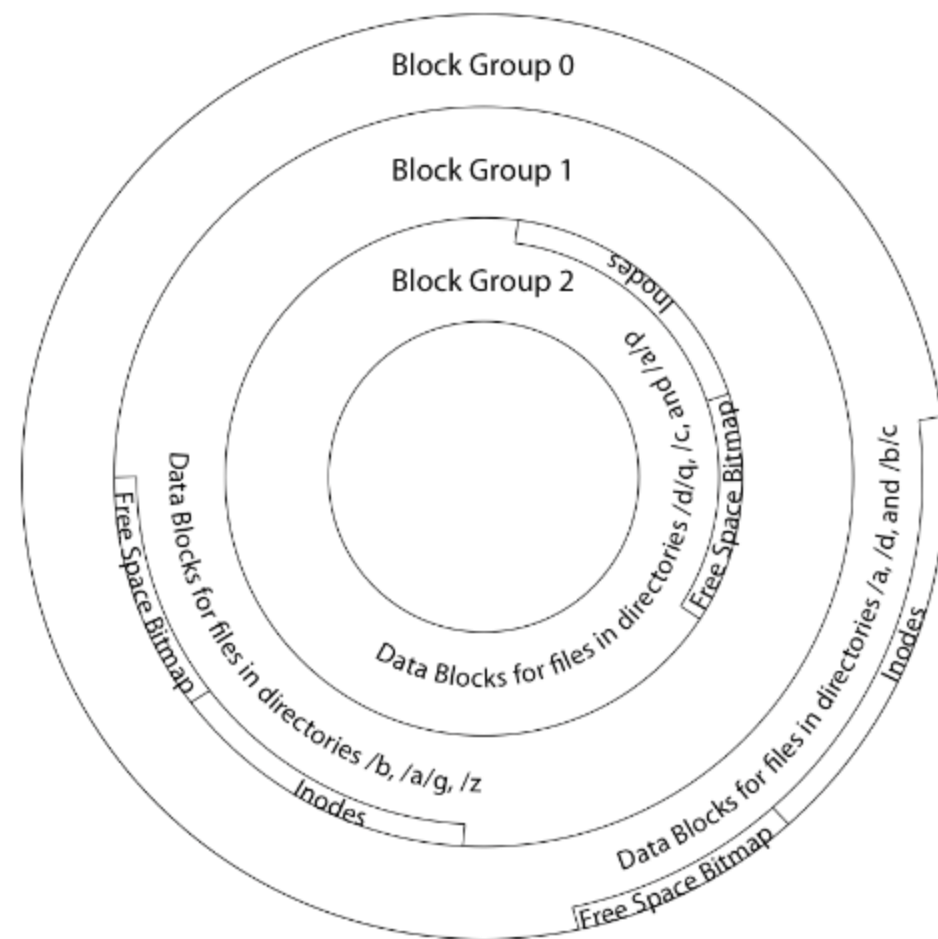 Block Group 0
Block Group 1
Block Group 2
Inodes
Free Space Bitmap
Data Blocks for files in directories /d/q, /c, and /a/p
Data Blocks for files in directories /b, /a/g, /z
Free Space Bitmap
Inodes
Data Blocks for files in directories /a, /d, and /b/c
Inodes
Free Space Bitmap